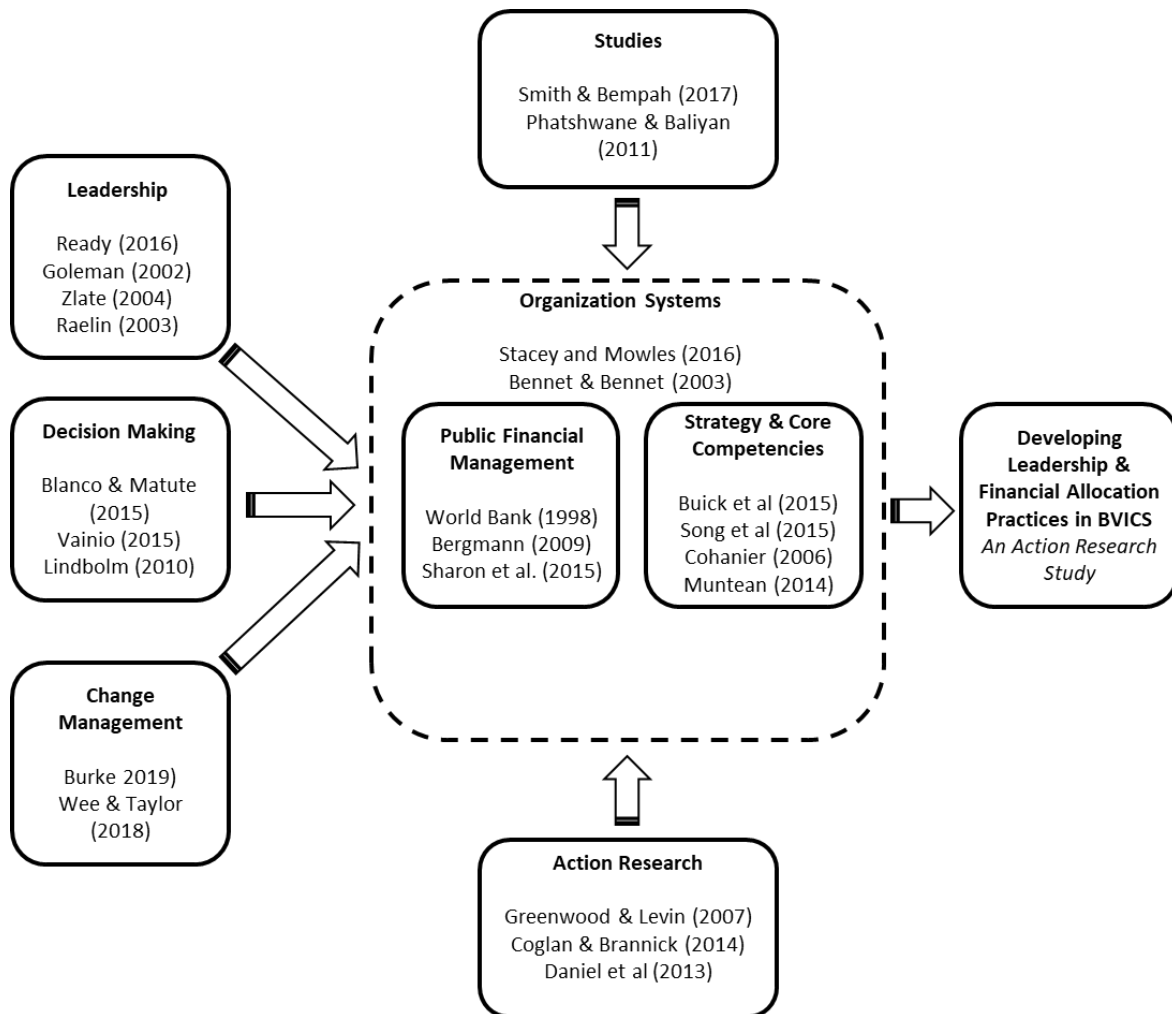 Studies
Smith & Bempah (2017)
Phatshwane & Baliyan
(2011)
Leadership
Ready (2016)
Goleman (2002)
Zlate (2004)
Raelin (2003)
Decision Making
Blanco & Matute
(2015)
Vainio (2015)
Lindbolm (2010)
Change
Management
Burke 2019)
Wee & Taylor
(2018)
Organization Systems
Stacey and Mowles (2016)
Bennet & Bennet (2003)
Public Financial
Management
World Bank (1998)
Bergmann (2009)
Sharon et al. (2015)
Strategy & Core
Competencies
Buick et al (2015)
Song et al (2015)
Cohanier (2006)
Muntean (2014)
Developing
Leadership &
Financial Allocation
Practices in BVICS
An Action Research
Study
Action Research
Greenwood & Levin (2007)
Coglan & Brannick (2014)
Daniel et al (2013)